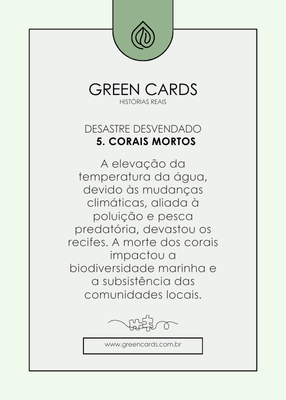 GREEN CARDS
HISTÓRIAS REAIS
DESASTRE DESVENDADO
5. CORAIS MORTOS
A elevação da
temperatura da água,
devido às mudanças
climáticas, aliada à
poluição e pesca
predatória, devastou os
recifes. A morte dos corais
impactou a
biodiversidade marinha e
a subsistência das
comunidades locais.
www.greencards.com.br